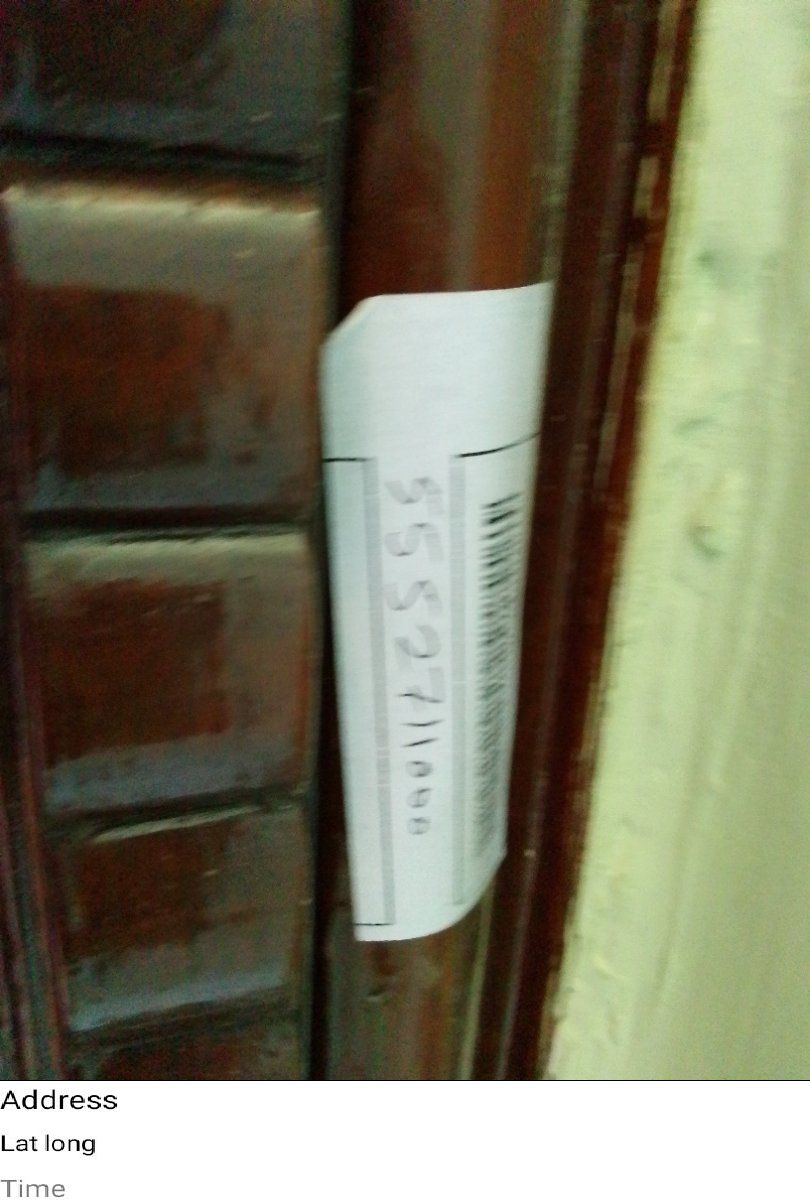 5552711000
Address
Lat long
Time